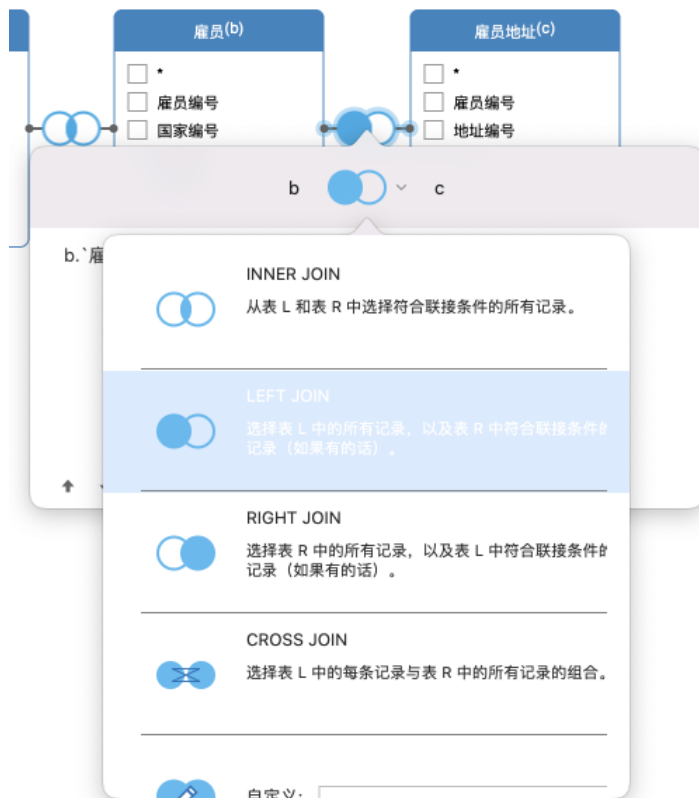 雇员(b)
雇员地址(c)
*
雇员编号
国家编号
*
雇员编号
地址编号
b
c
b.`雇
INNER JOIN
从表 L 和表 R 中选择符合联接条件的所有记录。
LEFT JOIN
选择表 L 中的所有记录，以及表 R 中符合联接条件的
记录（如果有的话）。
RIGHT JOIN
选择表 R 中的所有记录，以及表 L 中符合联接条件的
记录（如果有的话）。
CROSS JOIN
选择表 L 中的每条记录与表 R 中的所有记录的组合。
自定义: